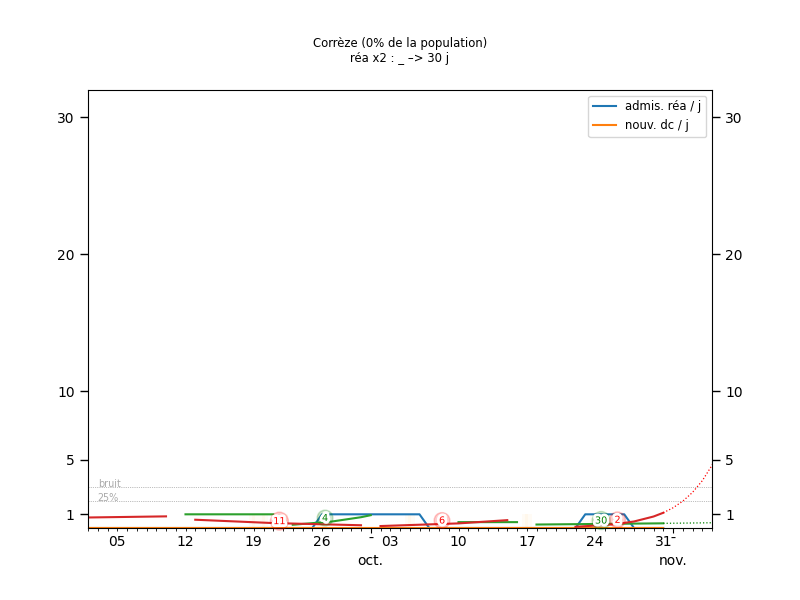 Corrèze (0% de la population)
réa x2 : _ –> 30 j
admis. réa / j
nouv. dc / j
30 30
20 20
10 10
5 5
bruit
25%
1 1
11 4 6 30 2
05 12 19 26 - 03 10 17 24 31-
oct. nov.